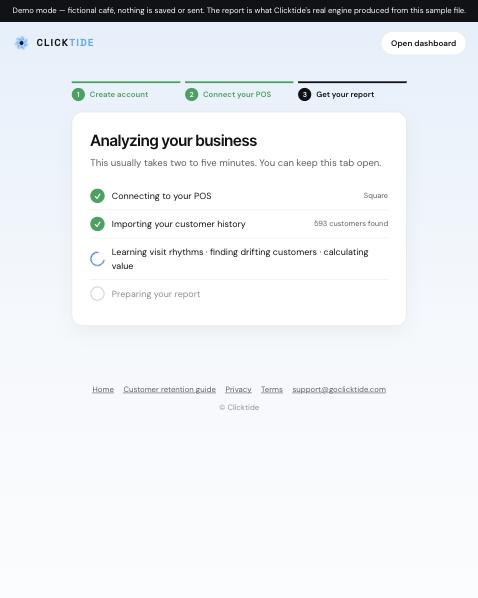 Demo mode — fictional café, nothing is saved or sent. The report is what Clicktide's real engine produced from this sample file.
CLICKTIDE
Open dashboard
1 Create account
2 Connect your POS
3 Get your report
Analyzing your business
This usually takes two to five minutes. You can keep this tab open.
Connecting to your POS
Square
Importing your customer history
593 customers found
Learning visit rhythms · finding drifting customers · calculating
value
Preparing your report
Home Customer retention guide Privacy Terms support@goclicktide.com
© Clicktide